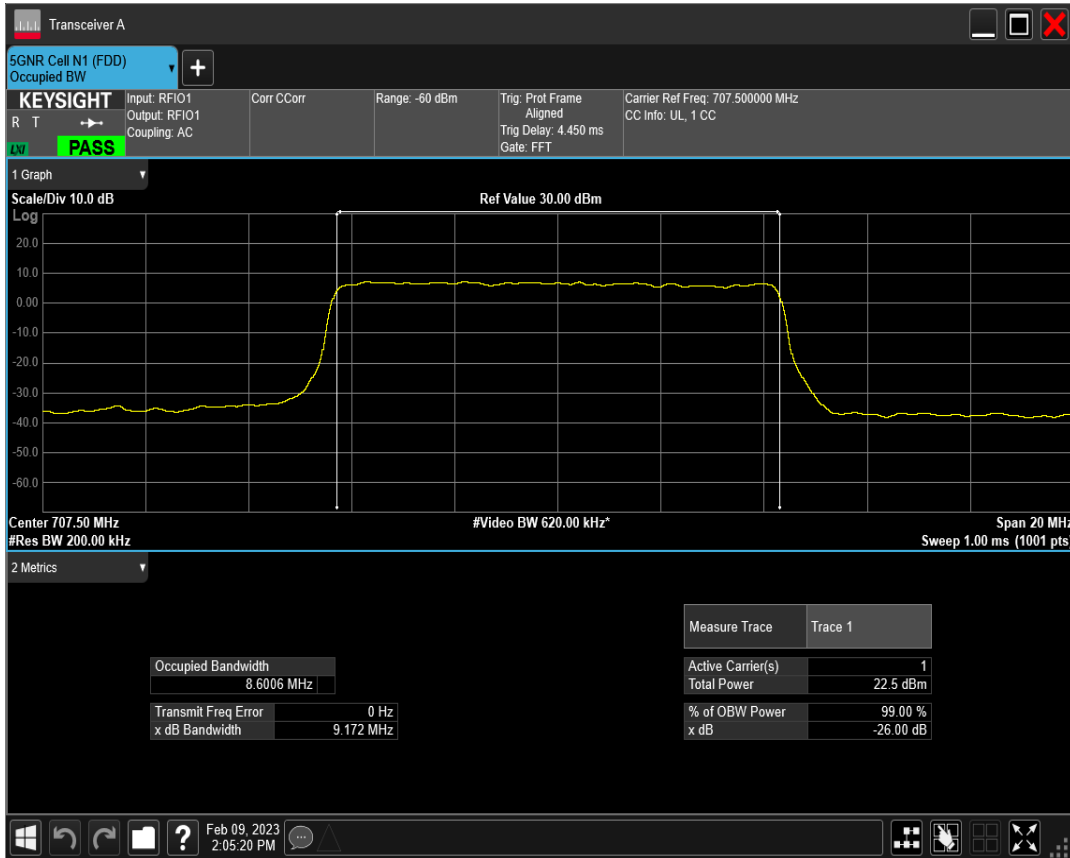 Transceiver A
5GNR Cell N1 (FDD)
Occupied BW
+
KEYSIGHT
R T
LXI
PASS
Input: RFIO1
Output: RFIO1
Coupling: AC
Corr CCorr
Range: -60 dBm
Trig: Prot Frame
Aligned
Trig Delay: 4.450 ms
Gate: FFT
Carrier Ref Freq: 707.500000 MHz
CC Info: UL, 1 CC
1 Graph
Scale/Div 10.0 dB
Ref Value 30.00 dBm
Log
20.0
10.0
0.00
-10.0
-20.0
-30.0
-40.0
-50.0
-60.0
Center 707.50 MHz
#Video BW 620.00 kHz*
Span 20 MHz
#Res BW 200.00 kHz
Sweep 1.00 ms (1001 pts)
2 Metrics
Measure Trace Trace 1
Occupied Bandwidth
8.6006 MHz
Transmit Freq Error 0 Hz
x dB Bandwidth 9.172 MHz
Active Carrier(s) 1
Total Power 22.5 dBm
% of OBW Power 99.00 %
x dB -26.00 dB
?
Feb 09, 2023
2:05:20 PM